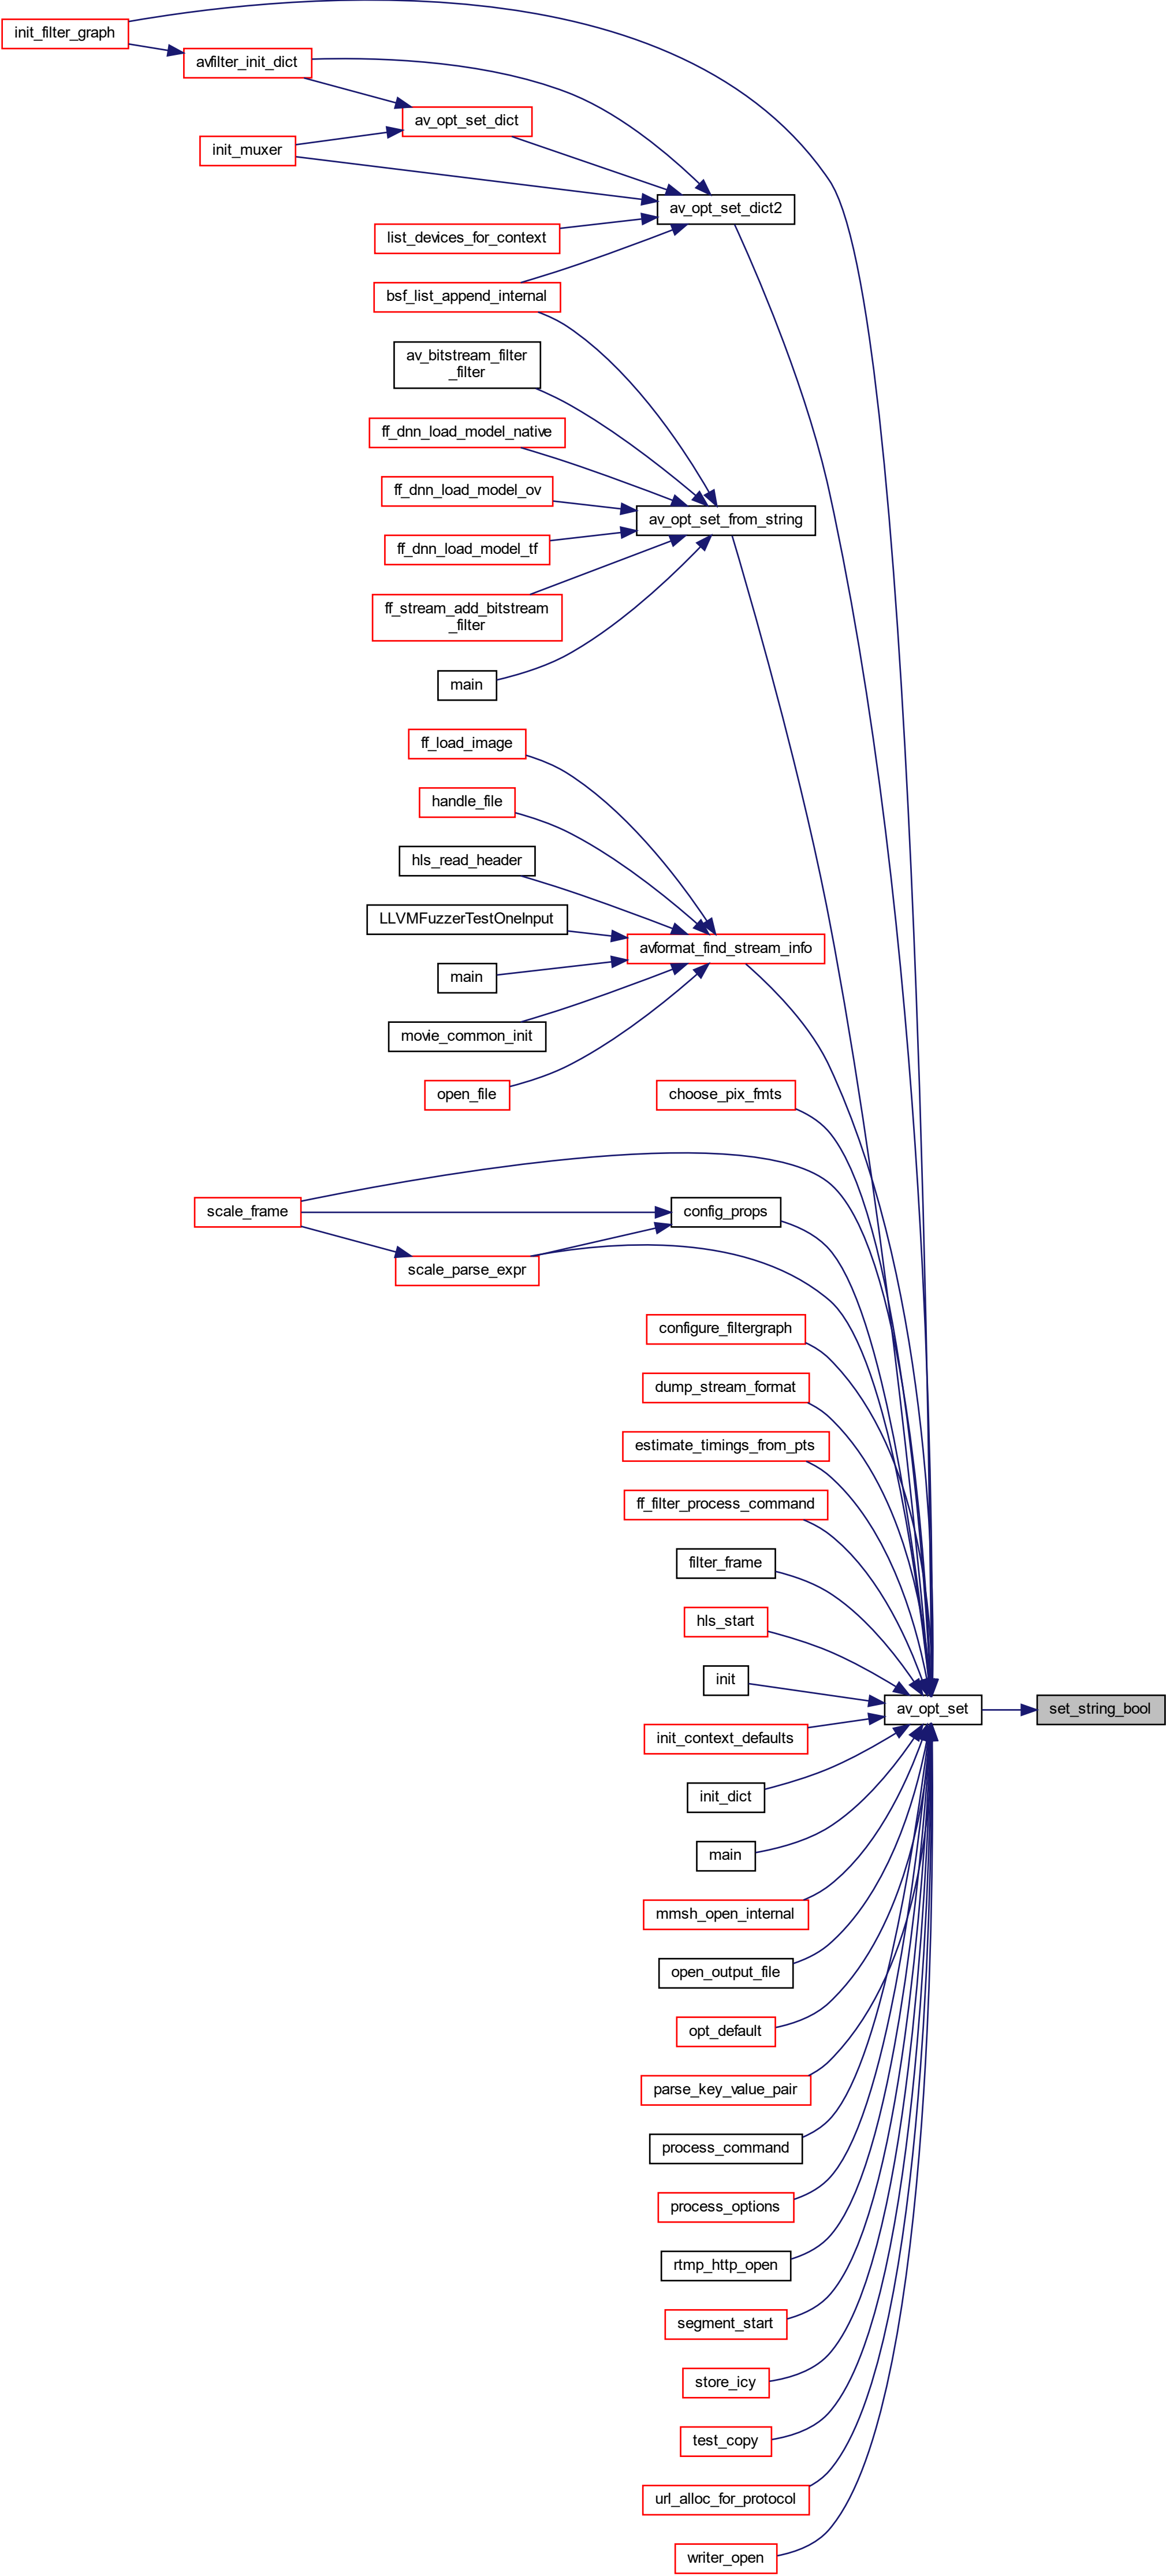 init_filter_graph
avfilter_init_dict
av_opt_set_dict
init_muxer
av_opt_set_dict2
list_devices_for_context
bsf_list_append_internal
av_bitstream_filter
_filter
ff_dnn_load_model_native
ff_dnn_load_model_ov
av_opt_set_from_string
ff_dnn_load_model_tf
ff_stream_add_bitstream
_filter
main
ff_load_image
handle_file
hls_read_header
LLVMFuzzerTestOneInput
avformat_find_stream_info
main
movie_common_init
open_file
choose_pix_fmts
scale_frame
config_props
scale_parse_expr
configure_filtergraph
dump_stream_format
estimate_timings_from_pts
ff_filter_process_command
filter_frame
hls_start
init
av_opt_set
set_string_bool
init_context_defaults
init_dict
main
mmsh_open_internal
open_output_file
opt_default
parse_key_value_pair
process_command
process_options
rtmp_http_open
segment_start
store_icy
test_copy
url_alloc_for_protocol
writer_open